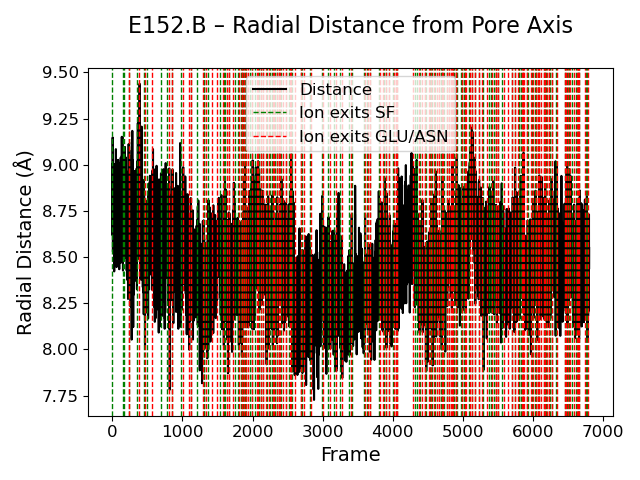 E152.B – Radial Distance from Pore Axis
Distance
Ion exits SF
Ion exits GLU/ASN
Radial Distance (Å)
9.50
9.25
9.00
8.75
8.50
8.25
8.00
7.75
0 1000 2000 3000 4000 5000 6000 7000
Frame